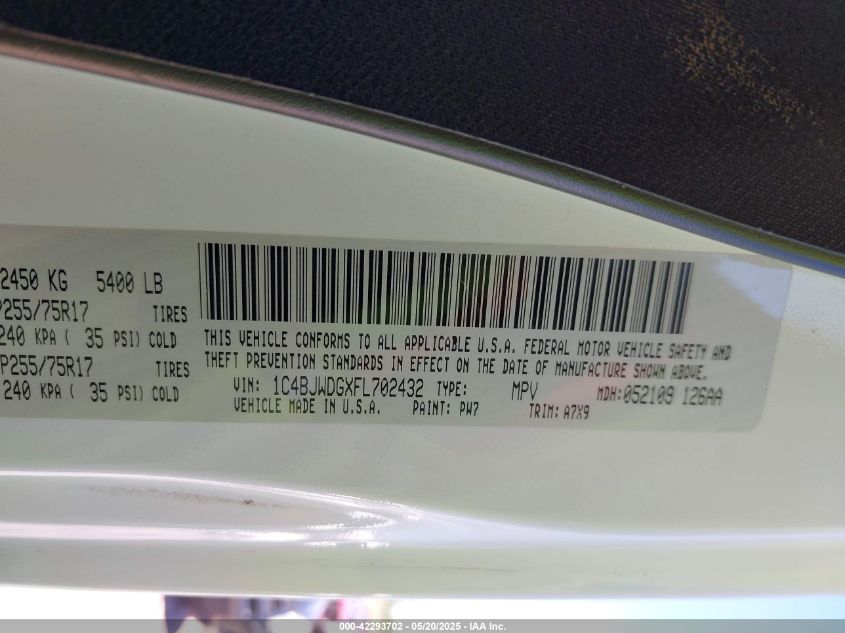 2450 KG 5400 LB
P255/75R17 TIRES
240 KPA ( 35 PSI) COLD
P255/75R17 TIRES
240 KPA ( 35 PSI) COLD
THIS VEHICLE CONFORMS TO ALL APPLICABLE U.S.A. FEDERAL MOTOR VEHICLE SAFETY AND
THEFT PREVENTION STANDARDS IN EFFECT ON THE DATE OF MANUFACTURE SHOWN ABOVE.
VIN: 1C4BJWDGXFL702432 TYPE: MPV MDH:052109 126AA
VEHICLE MADE IN U.S.A. PAINT: PW7 TRIM: A7X9
000-42293702 - 05/20/2025 - IAA Inc.